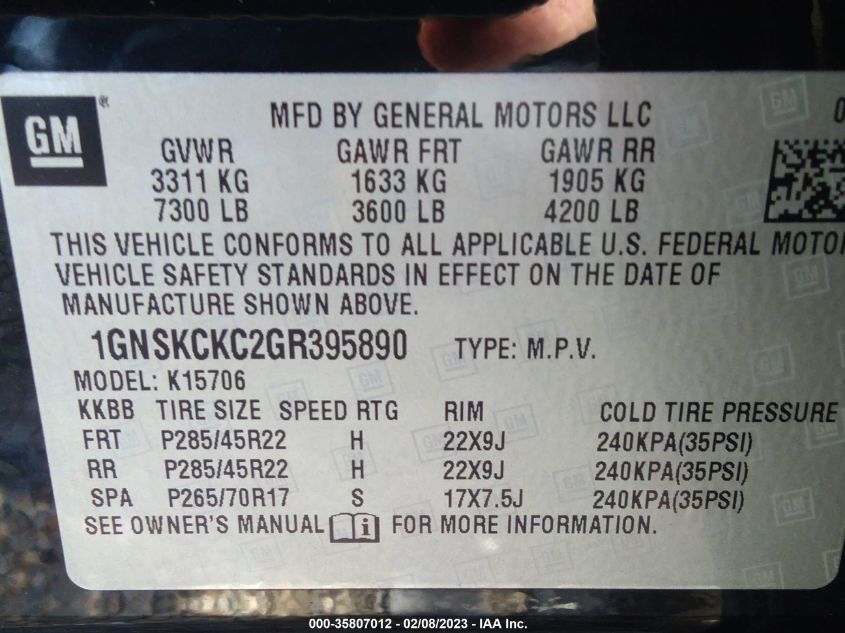 GM ® MFD BY GENERAL MOTORS LLC 0
GVWR GAWR FRT GAWR RR
3311 KG 1633 KG 1905 KG
7300 LB 3600 LB 4200 LB
THIS VEHICLE CONFORMS TO ALL APPLICABLE U.S. FEDERAL MOTO
VEHICLE SAFETY STANDARDS IN EFFECT ON THE DATE OF
MANUFACTURE SHOWN ABOVE.
1GNSKCKC2GR395890 TYPE: M.P.V.
MODEL: K15706
KKBB TIRE SIZE SPEED RTG RIM COLD TIRE PRESSURE
FRT P285/45R22 H 22X9J 240KPA(35PSI)
RR P285/45R22 H 22X9J 240KPA(35PSI)
SPA P265/70R17 S 17X7.5J 240KPA(35PSI)
SEE OWNER'S MANUAL i FOR MORE INFORMATION.
000-35807012 - 02/08/2023 - IAA Inc.